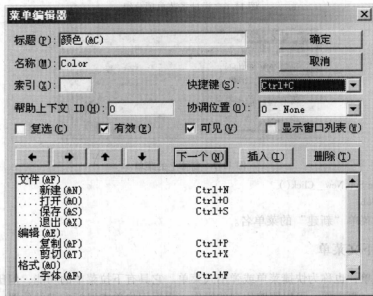 菜单编辑器
标题(P): 颜色(&C)
确定
名称(M): Color
取消
索引(X):
快捷键(S): Ctrl+C
帮助上下文 ID(H): 0
协调位置(O): 0 - None
复选(C)
有效(E)
可见(V)
显示窗口列表(W)
下一个(N)
插入(I)
删除(T)
文件(&F)
....新建(&N) Ctrl+N
....打开(&O) Ctrl+O
....保存(&S) Ctrl+S
....退出(&X)
编辑(&E)
....复制(&P) Ctrl+P
....剪切(&T) Ctrl+X
格式(&O)
....字体(&F) Ctrl+F